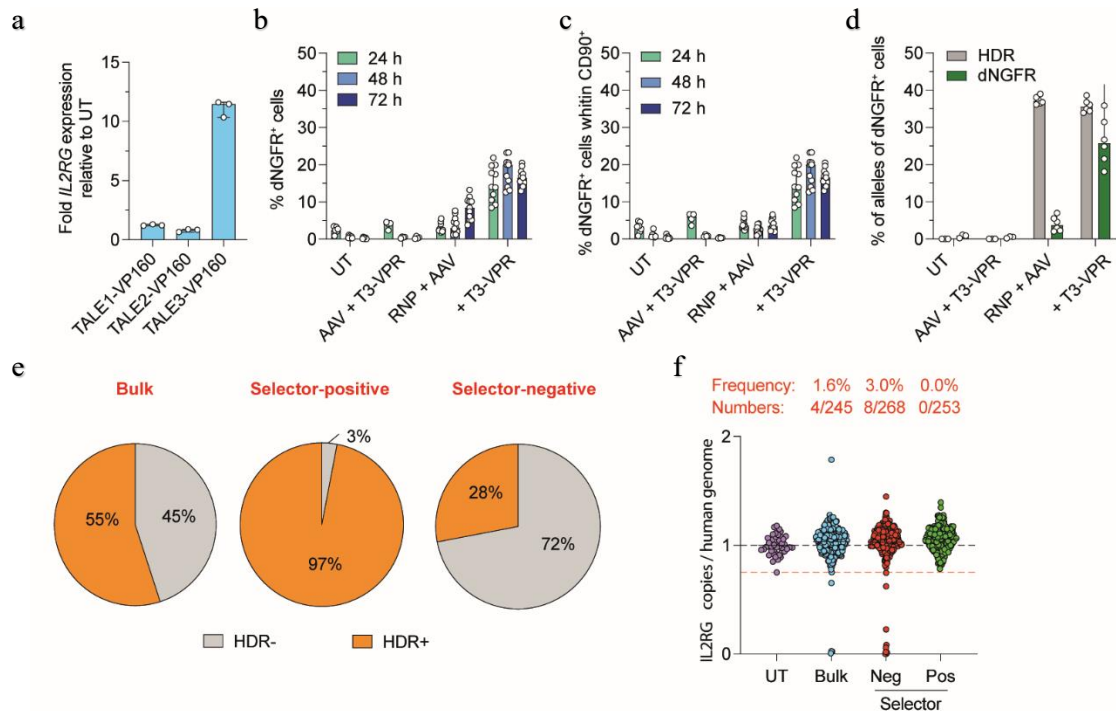 a
Fold IL2RG expression
relative to UT
15
10
5
0
TALE1-VP160
TALE2-VP160
TALE3-VP160
b
% dNGFR⁺ cells
50
40
30
20
10
0
24 h
48 h
72 h
UT
AAV + T3-VPR
RNP + AAV
+ T3-VPR
c
% dNGFR⁺ cells whitin CD90⁺
50
40
30
20
10
0
24 h
48 h
72 h
UT
AAV + T3-VPR
RNP + AAV
+ T3-VPR
d
% of alleles of dNGFR⁺ cells
50
40
30
20
10
0
HDR
dNGFR
UT
AAV + T3-VPR
RNP + AAV
+ T3-VPR
e
Bulk
55%
45%
Selector-positive
3%
97%
Selector-negative
28%
72%
HDR-
HDR+
f
Frequency: 1.6% 3.0% 0.0%
Numbers: 4/245 8/268 0/253
IL2RG copies / human genome
2
1
0
UT
Bulk
Neg
Pos
Selector